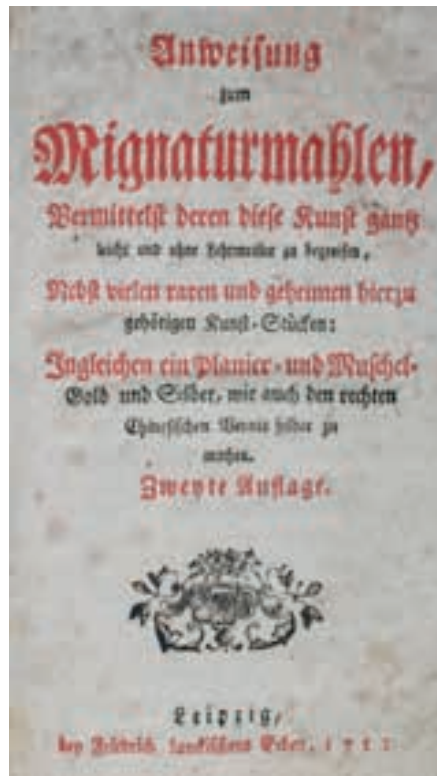 Anweisung
zum
Mignaturmahlen,
Vermittelst deren diese Kunst gantz
leicht und ohne Lehrmeister zu begreifen,
Nebst vielen raren und geheimen hierzu
gehörigen Kunst-Stücken:
Ingleichen ein Planier- und Muschel-
Gold und Silber, wie auch den rechten
Chinesischen Vernis selber zu
machen.
Zweyte Auflage.
Leipzig,
bey Friedrich Lanckischens Erben,